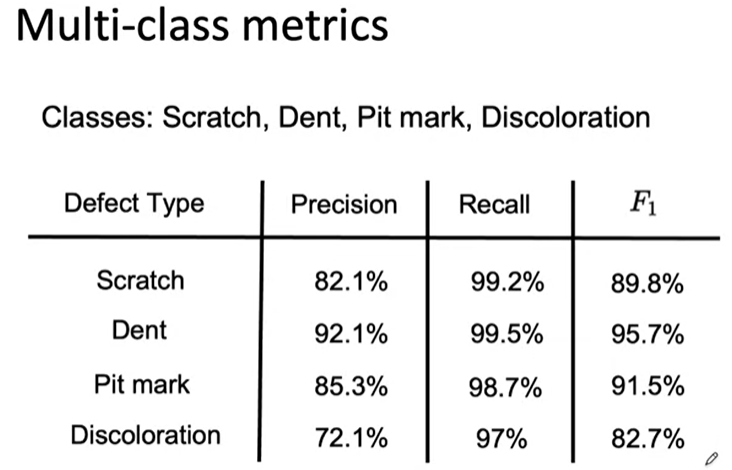 Multi-class metrics
Classes: Scratch, Dent, Pit mark, Discoloration
Defect Type Precision Recall F₁
Scratch 82.1% 99.2% 89.8%
Dent 92.1% 99.5% 95.7%
Pit mark 85.3% 98.7% 91.5%
Discoloration 72.1% 97% 82.7%